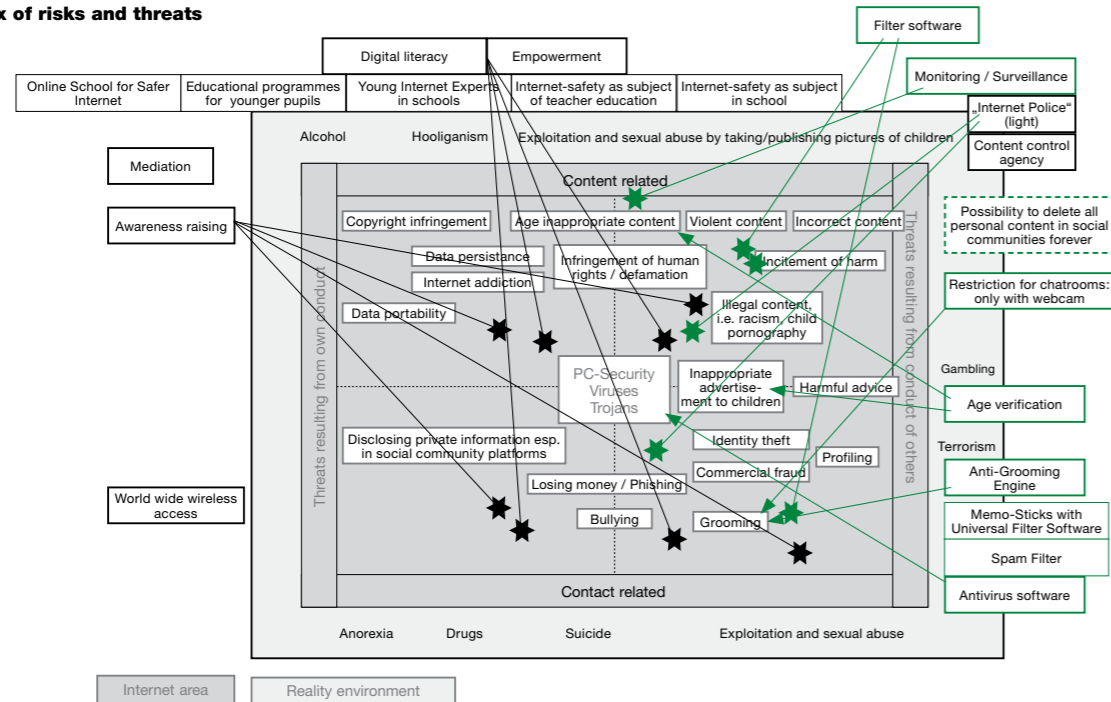 x of risks and threats
Filter software
Digital literacy
Empowerment
Monitoring / Surveillance
Online School for Safer
Internet
Educational programmes
for younger pupils
Young Internet Experts
in schools
Internet-safety as subject
of teacher education
Internet-safety as subject
in school
„Internet Police“
(light)
Content control
agency
Alcohol
Hooliganism
Exploitation and sexual abuse by taking/publishing pictures of children
Mediation
Content related
Awareness raising
Copyright infringement
Age inappropriate content
Violent content
Incorrect content
Possibility to delete all
personal content in social
communities forever
Data persistance
Infringement of human
rights / defamation
Incitement of harm
Internet addiction
Restriction for chatrooms:
only with webcam
Data portability
Illegal content,
i.e. racism, child
pornography
Threats resulting from own conduct
Threats resulting from conduct of others
PC-Security
Viruses
Trojans
Inappropriate
advertise-
ment to children
Harmful advice
Gambling
Age verification
Disclosing private information esp.
in social community platforms
Identity theft
Profiling
Terrorism
Commercial fraud
Anti-Grooming
Engine
Losing money / Phishing
World wide wireless
access
Bullying
Grooming
Memo-Sticks with
Universal Filter Software
Spam Filter
Contact related
Antivirus software
Anorexia
Drugs
Suicide
Exploitation and sexual abuse
Internet area
Reality environment